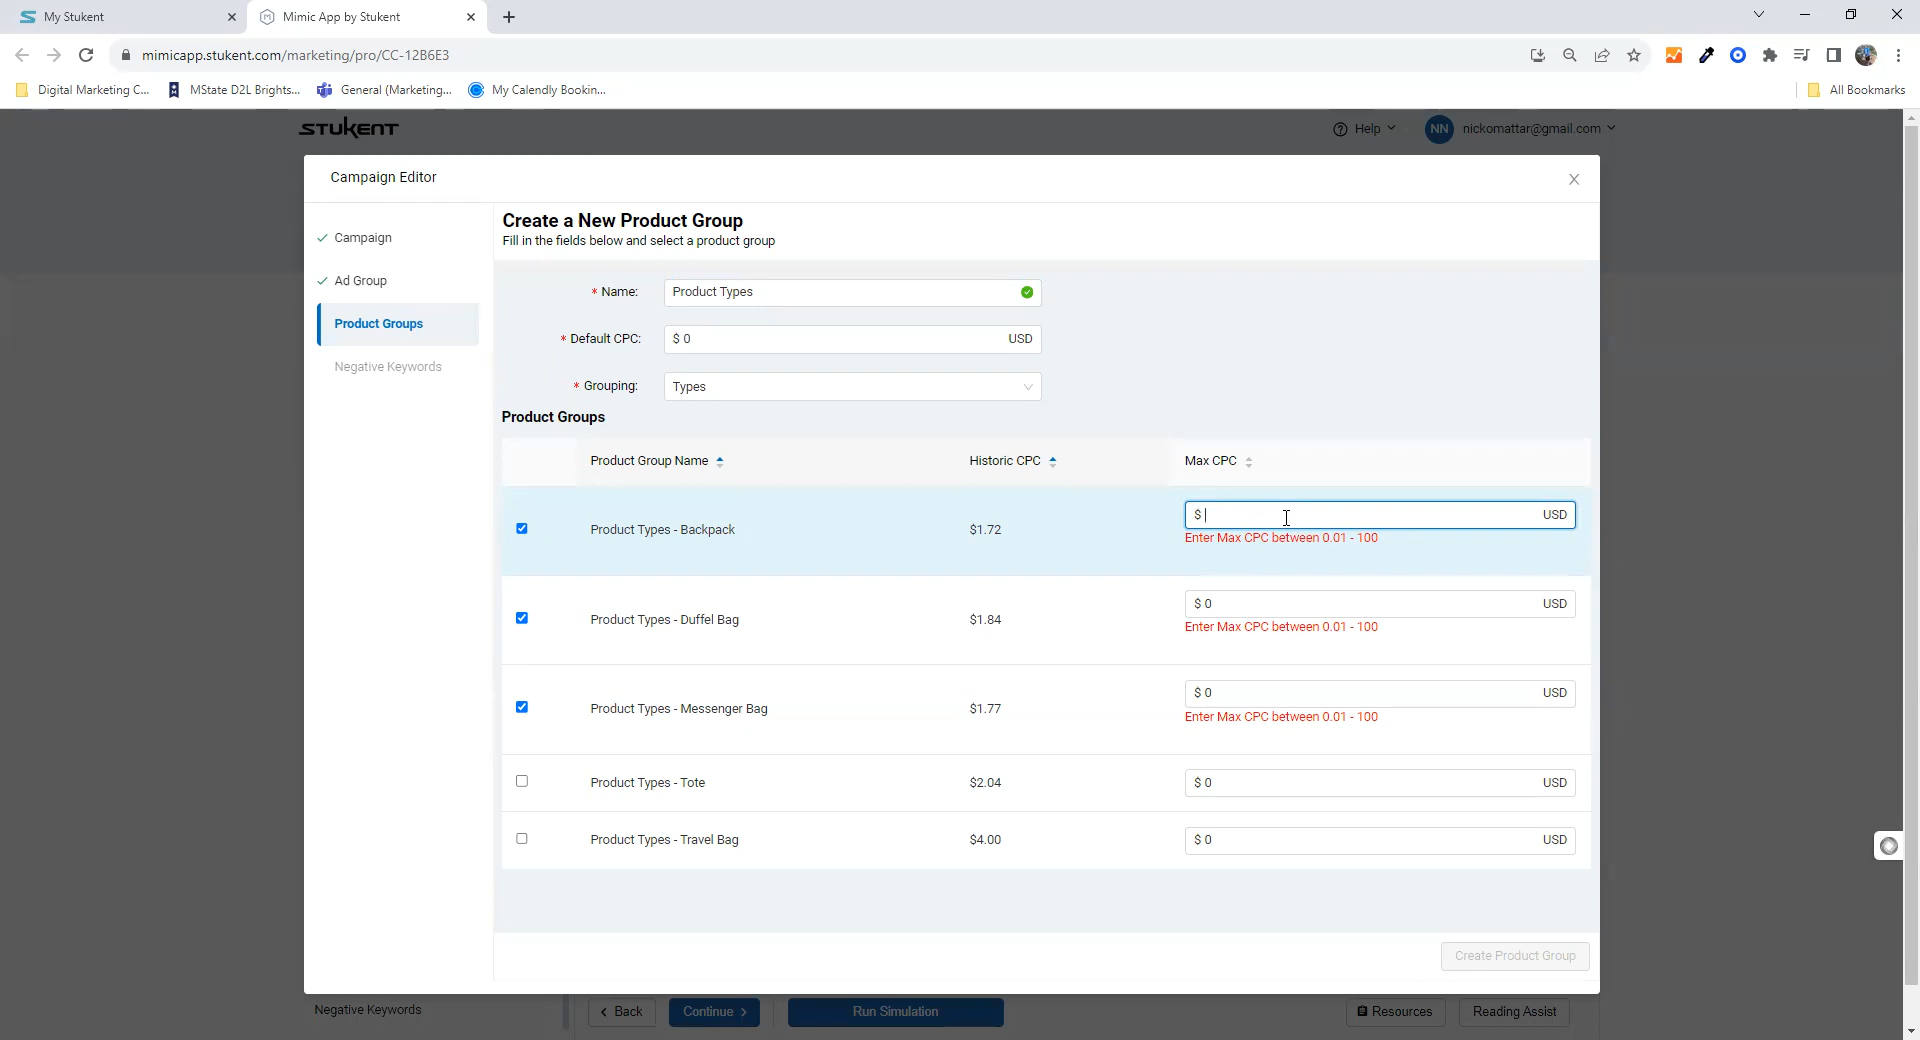 My Stukent
Mimic App by Stukent
mimicapp.stukent.com/marketing/pro/CC-12B6E3
Digital Marketing C...
MState D2L Brights...
General (Marketing...
My Calendly Bookin...
All Bookmarks
STUKENT
Help
NN
nickomattar@gmail.com
Campaign Editor
Campaign
Ad Group
Product Groups
Negative Keywords
Create a New Product Group
Fill in the fields below and select a product group
* Name: Product Types
* Default CPC: $ 0 USD
* Grouping: Types
Product Groups
Product Group Name Historic CPC Max CPC
Product Types - Backpack $1.72 $ USD
Enter Max CPC between 0.01 - 100
Product Types - Duffel Bag $1.84 $ 0 USD
Enter Max CPC between 0.01 - 100
Product Types - Messenger Bag $1.77 $ 0 USD
Enter Max CPC between 0.01 - 100
Product Types - Tote $2.04 $ 0 USD
Product Types - Travel Bag $4.00 $ 0 USD
Create Product Group
Negative Keywords
Back
Continue
Run Simulation
Resources
Reading Assist